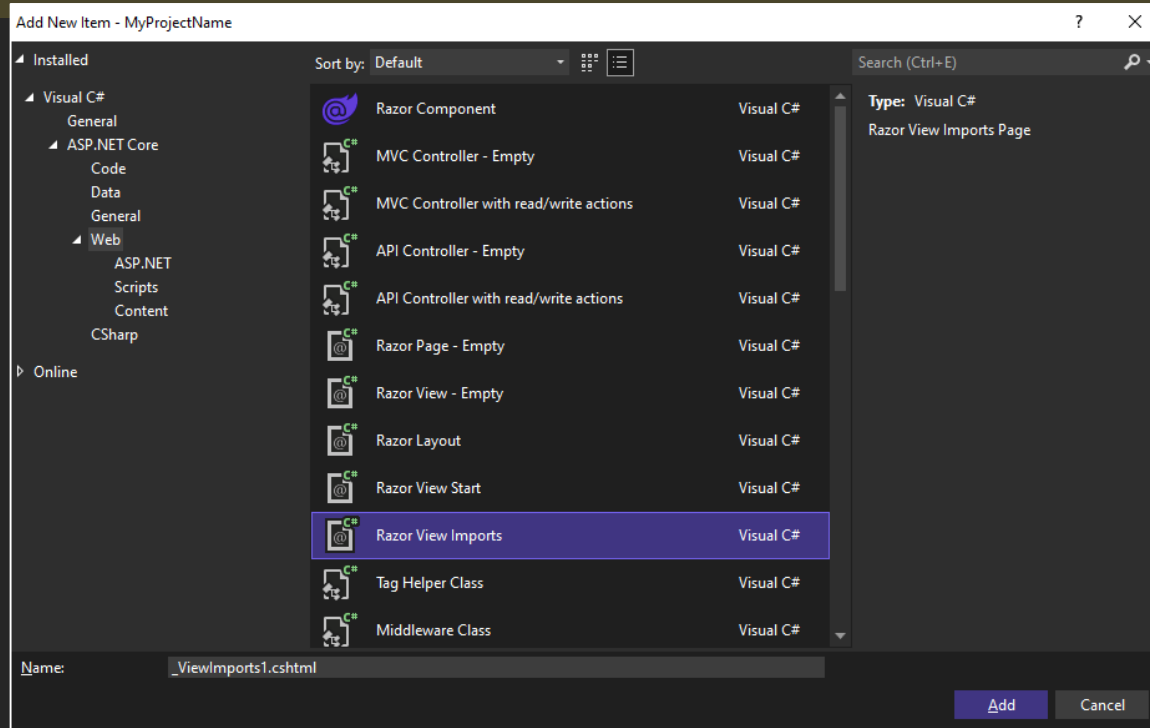 Add New Item - MyProjectName ?
Installed
Visual C#
General
ASP.NET Core
Code
Data
General
Web
ASP.NET
Scripts
Content
CSharp
Online
Sort by: Default
Razor Component Visual C#
MVC Controller - Empty Visual C#
MVC Controller with read/write actions Visual C#
API Controller - Empty Visual C#
API Controller with read/write actions Visual C#
Razor Page - Empty Visual C#
Razor View - Empty Visual C#
Razor Layout Visual C#
Razor View Start Visual C#
Razor View Imports Visual C#
Tag Helper Class Visual C#
Middleware Class Visual C#
Search (Ctrl+E)
Type: Visual C#
Razor View Imports Page
Name: _ViewImports1.cshtml
Add Cancel